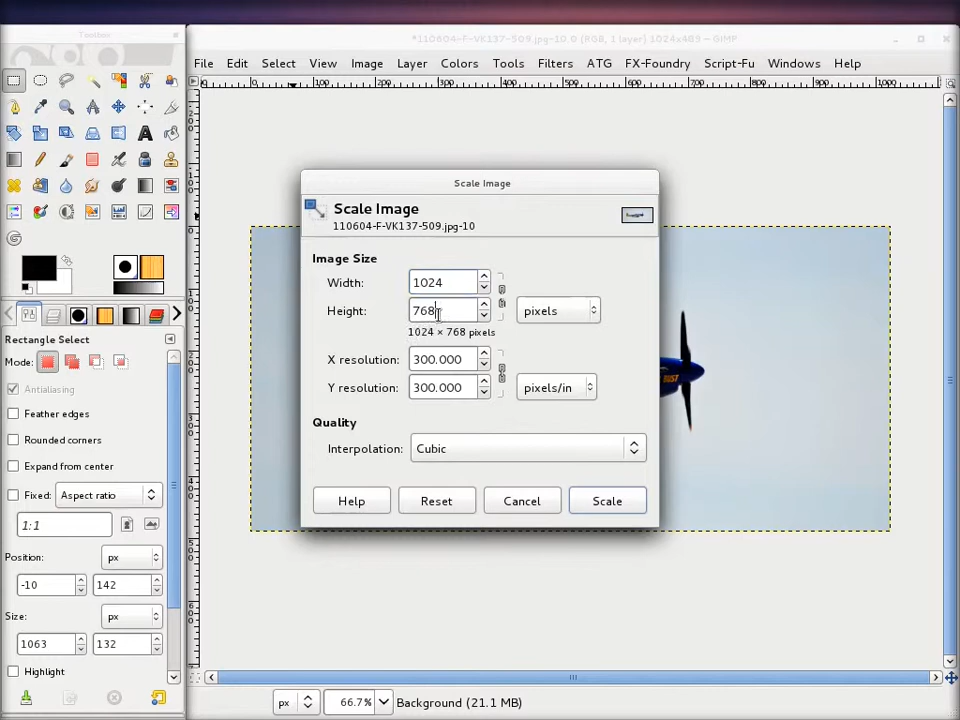 Toolbox
*110604-F-VK137-509.jpg-10.0 (RGB, 1 layer) 1024x489 – GIMP
File Edit Select View Image Layer Colors Tools Filters ATG FX-Foundry Script-Fu Windows Help
Scale Image
Scale Image
110604-F-VK137-509.jpg-10
Image Size
Width: 1024
Height: 768 pixels
1024 × 768 pixels
X resolution: 300.000
Y resolution: 300.000 pixels/in
Quality
Interpolation: Cubic
Help Reset Cancel Scale
Rectangle Select
Mode:
Antialiasing
Feather edges
Rounded corners
Expand from center
Fixed: Aspect ratio
1:1
Position: px
-10 142
Size: px
1063 132
Highlight
px 66.7% Background (21.1 MB)